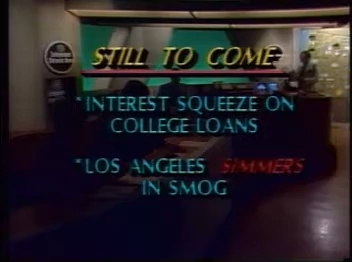 STILL TO COME
*INTEREST SQUEEZE ON
COLLEGE LOANS
*LOS ANGELES SIMMERS
IN SMOG